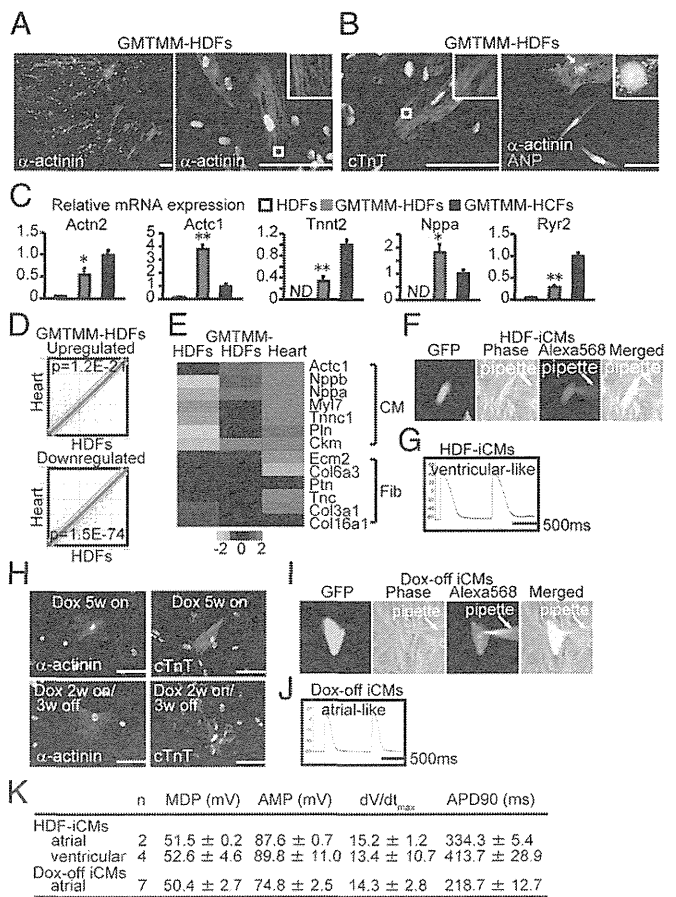 A
GMTMM-HDFs
α-actinin
α-actinin
B
GMTMM-HDFs
cTnT
α-actinin
ANP
C
Relative mRNA expression HDFs GMTMM-HDFs GMTMM-HCFs
Actn2
1.5
1.0
0.5
0
*
Actc1
5
4
3
2
1
0
**
Tnnt2
1.2
0.8
0.4
0
ND
**
Nppa
2
1
0
ND
*
Ryr2
1.5
1.0
0.5
0
**
D
GMTMM-HDFs
Upregulated
p=1.2E-21
Heart
HDFs
Downregulated
p=1.5E-74
Heart
HDFs
E
GMTMM-
HDFs HDFs Heart
Actc1
Nppb
Nppa
Myl7
Tnnc1
Pln
Ckm
CM
Ecm2
Col6a3
Ptn
Tnc
Col3a1
Col16a1
Fib
-2 0 2
F
HDF-iCMs
GFP Phase Alexa568 Merged
pipette
pipette
G
HDF-iCMs
ventricular-like
500ms
H
Dox 5w on
α-actinin
Dox 5w on
cTnT
Dox 2w on/
3w off
α-actinin
Dox 2w on/
3w off
cTnT
I
Dox-off iCMs
GFP Phase Alexa568 Merged
pipette
pipette
pipette
J
Dox-off iCMs
atrial-like
500ms
K
n MDP (mV) AMP (mV) dV/dtmax APD90 (ms)
HDF-iCMs
atrial 2 51.5 ± 0.2 87.6 ± 0.7 15.2 ± 1.2 334.3 ± 5.4
ventricular 4 52.6 ± 4.6 89.8 ± 11.0 13.4 ± 10.7 413.7 ± 28.9
Dox-off iCMs
atrial 7 50.4 ± 2.7 74.8 ± 2.5 14.3 ± 2.8 218.7 ± 12.7